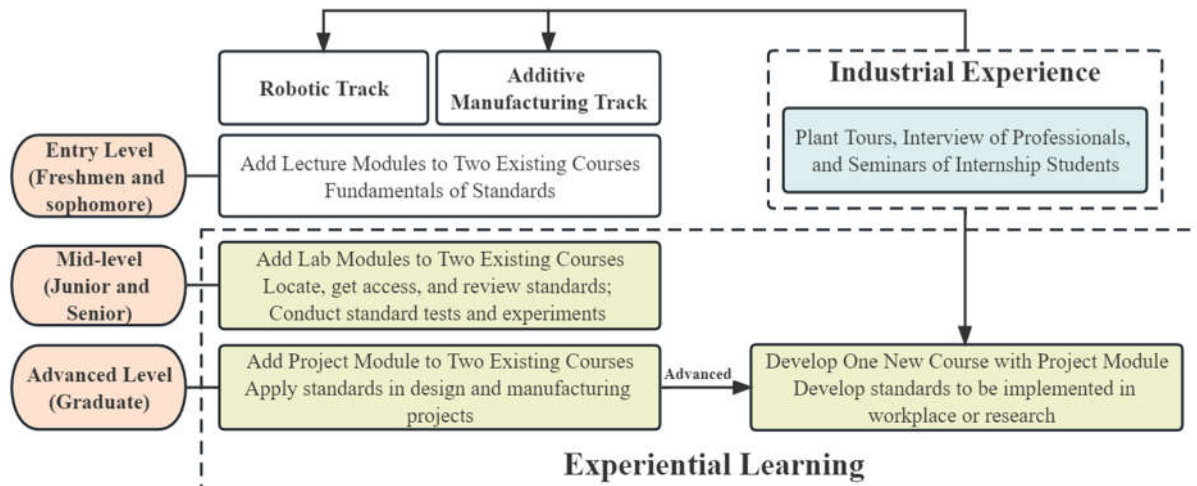 Robotic Track
Additive
Manufacturing Track
Industrial Experience
Plant Tours, Interview of Professionals,
and Seminars of Internship Students
Entry Level
(Freshmen and
sophomore)
Add Lecture Modules to Two Existing Courses
Fundamentals of Standards
Mid-level
(Junior and
Senior)
Add Lab Modules to Two Existing Courses
Locate, get access, and review standards;
Conduct standard tests and experiments
Advanced Level
(Graduate)
Add Project Module to Two Existing Courses
Apply standards in design and manufacturing
projects
Advanced
Develop One New Course with Project Module
Develop standards to be implemented in
workplace or research
Experiential Learning